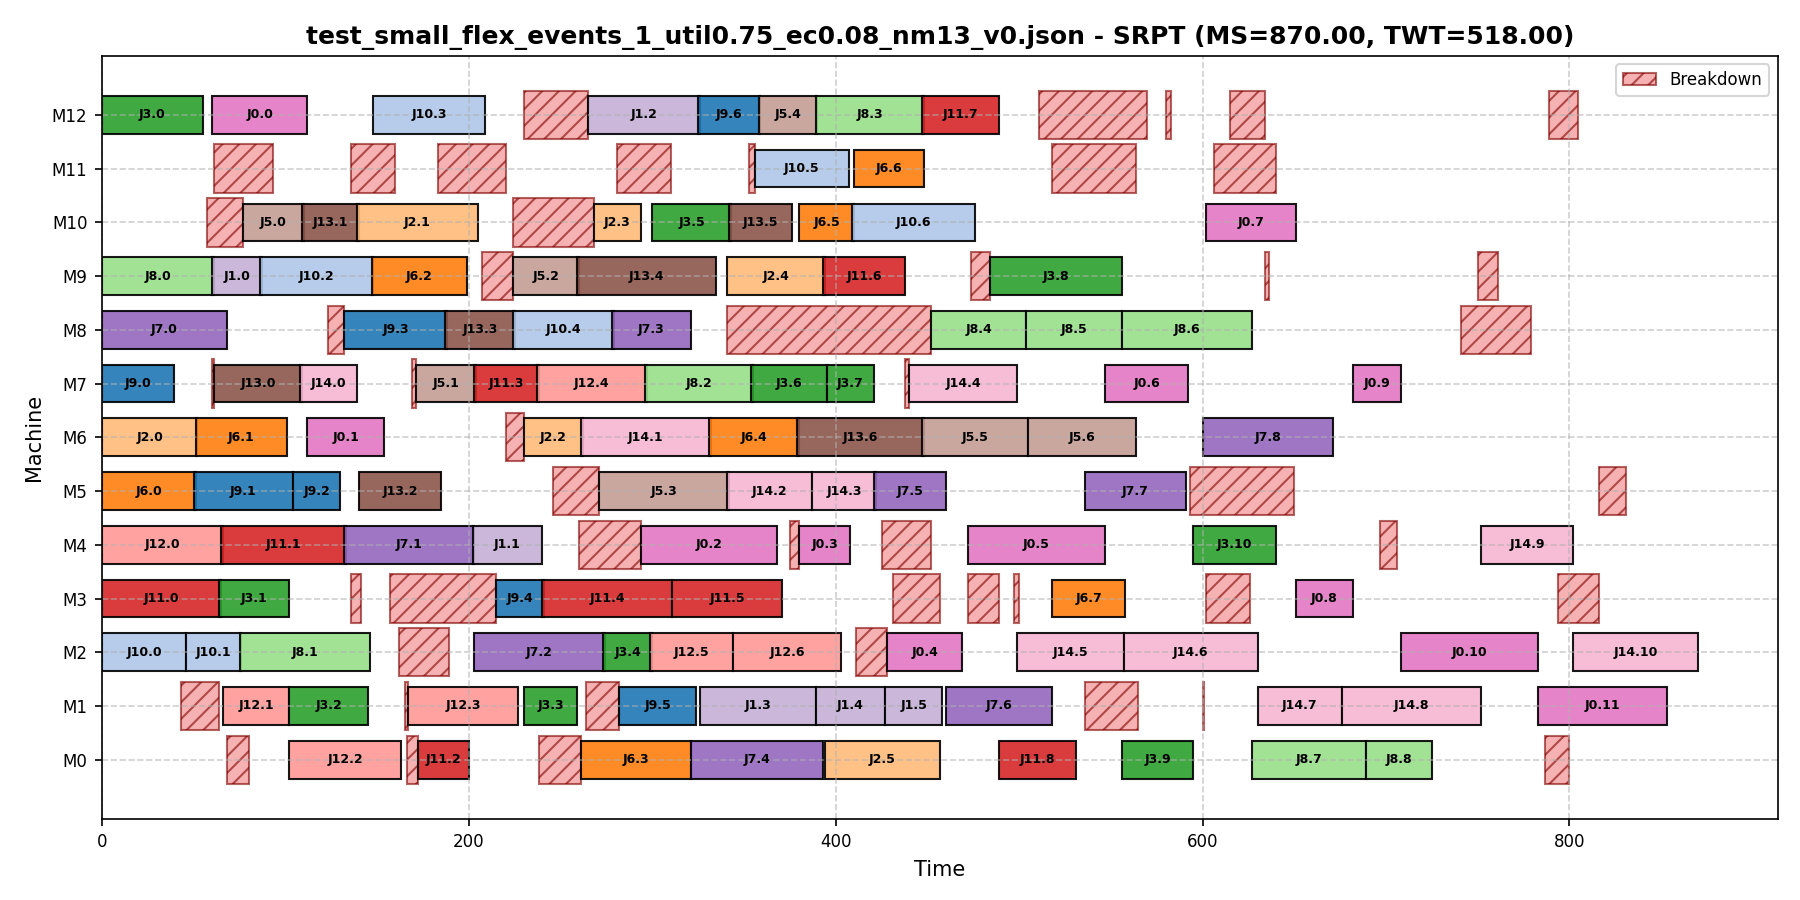 test_small_flex_events_1_util0.75_ec0.08_nm13_v0.json - SRPT (MS=870.00, TWT=518.00)
Breakdown
Machine
M12 J3.0 J0.0 J10.3 J1.2 J9.6 J5.4 J8.3 J11.7
M11 J10.5 J6.6
M10 J5.0 J13.1 J2.1 J2.3 J3.5 J13.5 J6.5 J10.6 J0.7
M9 J8.0 J1.0 J10.2 J6.2 J5.2 J13.4 J2.4 J11.6 J3.8
M8 J7.0 J9.3 J13.3 J10.4 J7.3 J8.4 J8.5 J8.6
M7 J9.0 J13.0 J14.0 J5.1 J11.3 J12.4 J8.2 J3.6 J3.7 J14.4 J0.6 J0.9
M6 J2.0 J6.1 J0.1 J2.2 J14.1 J6.4 J13.6 J5.5 J5.6 J7.8
M5 J6.0 J9.1 J9.2 J13.2 J5.3 J14.2 J14.3 J7.5 J7.7
M4 J12.0 J11.1 J7.1 J1.1 J0.2 J0.3 J0.5 J3.10 J14.9
M3 J11.0 J3.1 J9.4 J11.4 J11.5 J6.7 J0.8
M2 J10.0 J10.1 J8.1 J7.2 J3.4 J12.5 J12.6 J0.4 J14.5 J14.6 J0.10 J14.10
M1 J12.1 J3.2 J12.3 J3.3 J9.5 J1.3 J1.4 J1.5 J7.6 J14.7 J14.8 J0.11
M0 J12.2 J11.2 J6.3 J7.4 J2.5 J11.8 J3.9 J8.7 J8.8
0 200 400 600 800
Time